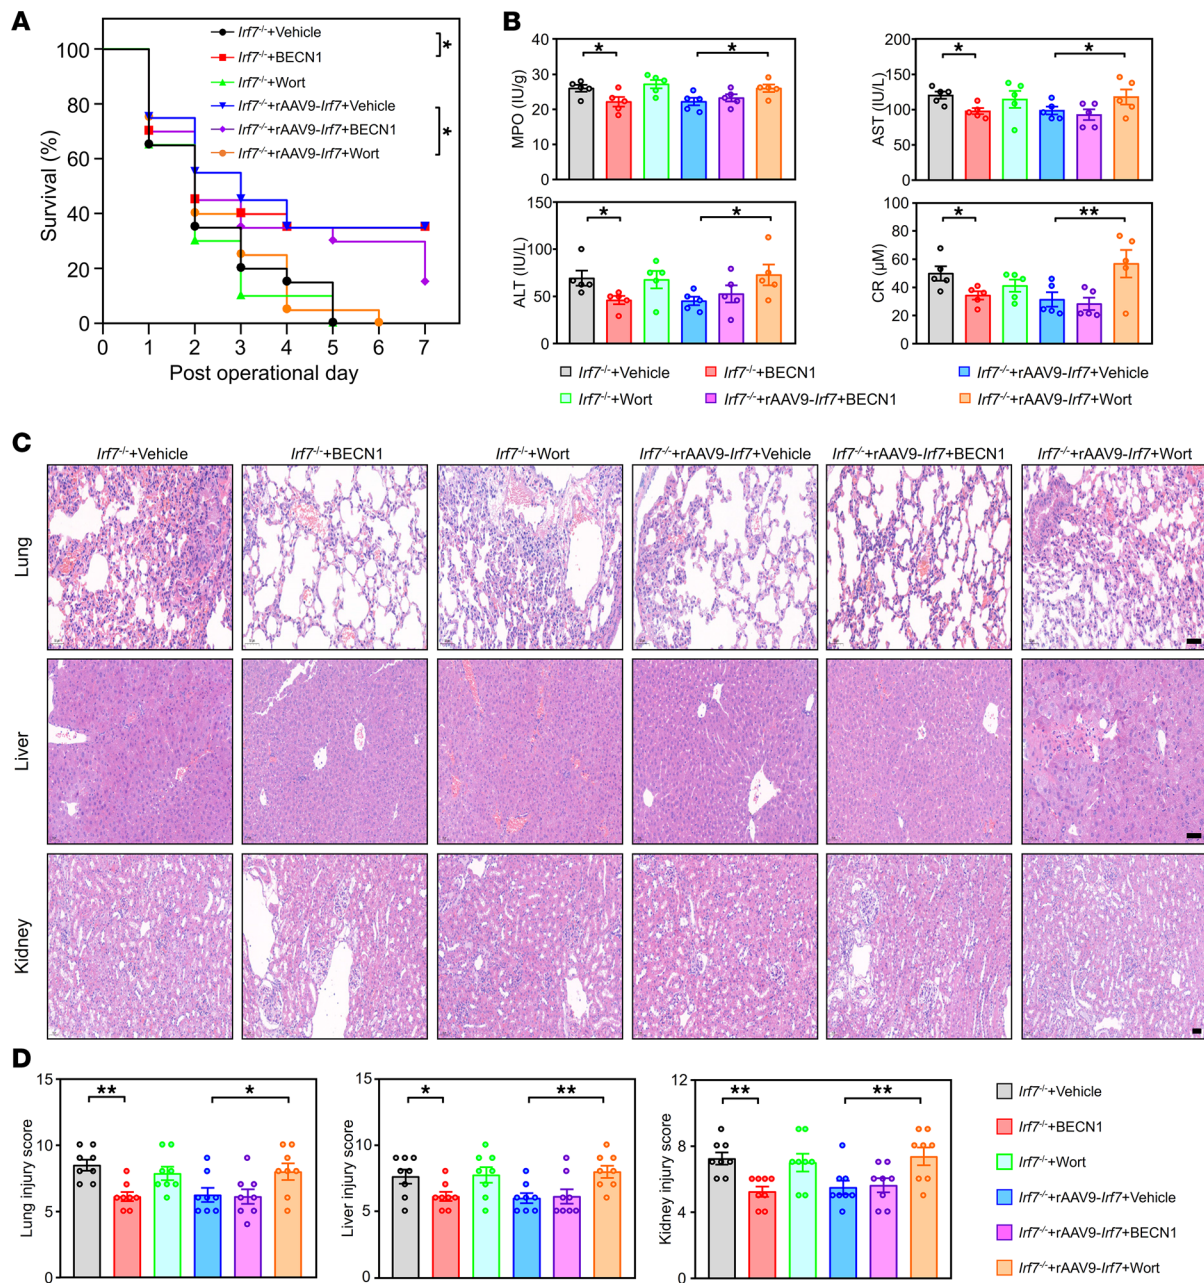 A
Survival (%)
100
80
60
40
20
0
0 1 2 3 4 5 6 7
Post operational day
Irf7-/-+Vehicle
Irf7-/-+BECN1
Irf7-/-+Wort
Irf7-/-+rAAV9-Irf7+Vehicle
Irf7-/-+rAAV9-Irf7+BECN1
Irf7-/-+rAAV9-Irf7+Wort
*
*
B
MPO (IU/g)
40
30
20
10
0
* *
AST (IU/L)
200
150
100
50
0
* *
ALT (IU/L)
150
100
50
0
* *
CR (μM)
100
80
60
40
20
0
* **
Irf7-/-+Vehicle
Irf7-/-+BECN1
Irf7-/-+rAAV9-Irf7+Vehicle
Irf7-/-+Wort
Irf7-/-+rAAV9-Irf7+BECN1
Irf7-/-+rAAV9-Irf7+Wort
C
Irf7-/-+Vehicle
Irf7-/-+BECN1
Irf7-/-+Wort
Irf7-/-+rAAV9-Irf7+Vehicle
Irf7-/-+rAAV9-Irf7+BECN1
Irf7-/-+rAAV9-Irf7+Wort
Lung
Liver
Kidney
D
Lung injury score
15
10
5
0
** *
Liver injury score
15
10
5
0
* **
Kidney injury score
12
8
4
0
** **
Irf7-/-+Vehicle
Irf7-/-+BECN1
Irf7-/-+Wort
Irf7-/-+rAAV9-Irf7+Vehicle
Irf7-/-+rAAV9-Irf7+BECN1
Irf7-/-+rAAV9-Irf7+Wort